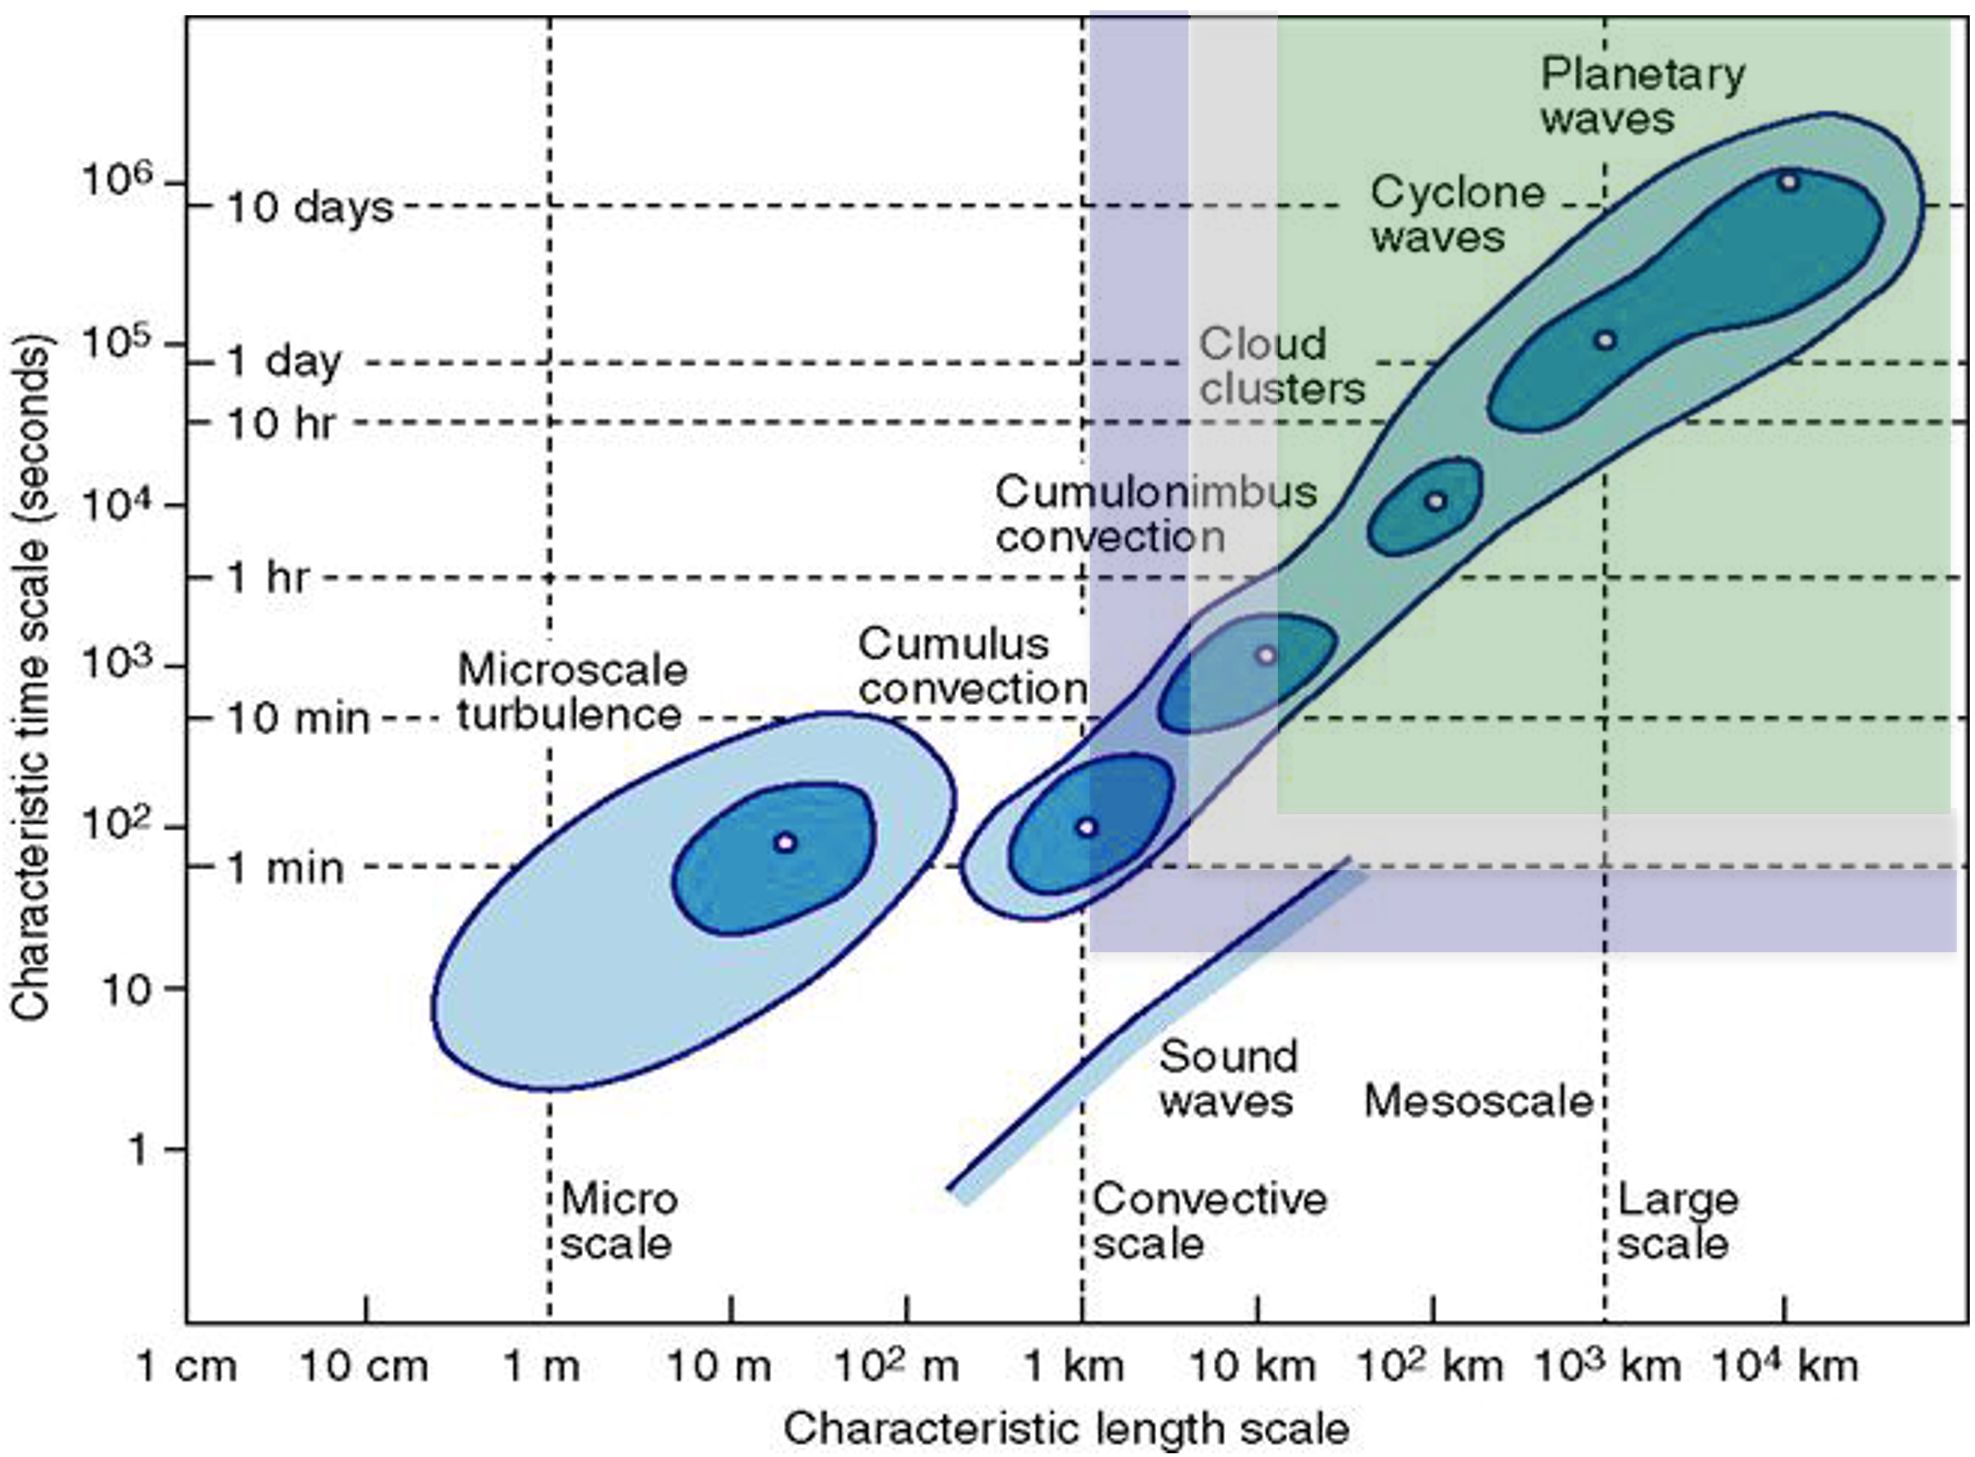 Planetary
waves
Cyclone
waves
Cloud
clusters
Cumulonimbus
convection
Cumulus
convection
Microscale
turbulence
10⁶
10 days
10⁵
1 day
10 hr
10⁴
1 hr
10³
10 min
10²
1 min
10
1
Characteristic time scale (seconds)
Sound
waves
Mesoscale
Micro
scale
Convective
scale
Large
scale
1 cm
10 cm
1 m
10 m
10² m
1 km
10 km
10² km
10³ km
10⁴ km
Characteristic length scale